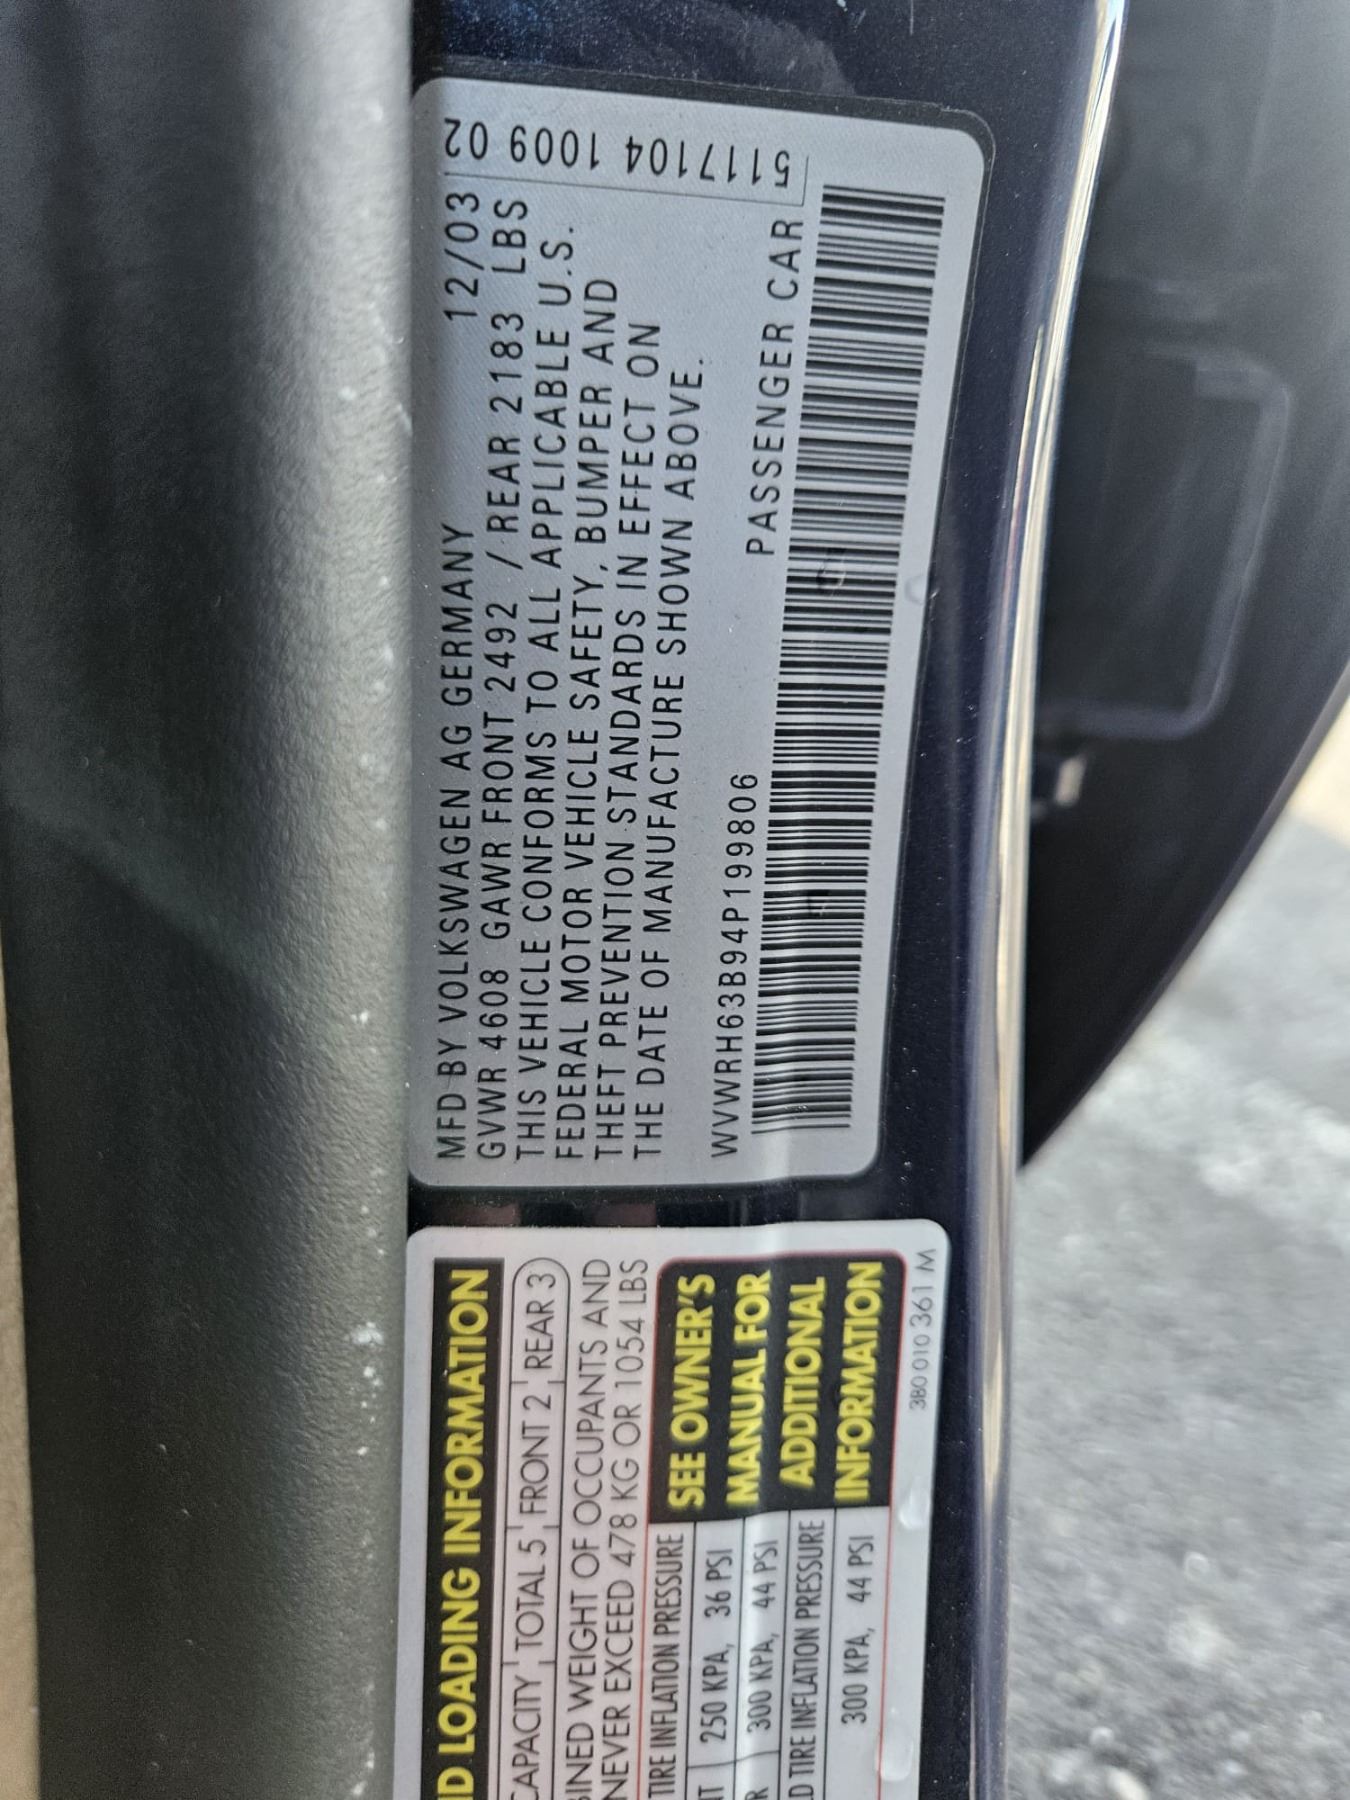 MFD BY VOLKSWAGEN AG GERMANY 12/03
GVWR 4608 GAWR FRONT 2492 / REAR 2183 LBS
THIS VEHICLE CONFORMS TO ALL APPLICABLE U.S.
FEDERAL MOTOR VEHICLE SAFETY, BUMPER AND
THEFT PREVENTION STANDARDS IN EFFECT ON
THE DATE OF MANUFACTURE SHOWN ABOVE.
WVWRH63B94P199806 PASSENGER CAR
5117104 1009 02
LOADING INFORMATION
CAPACITY TOTAL 5 FRONT 2 REAR 3
WEIGHT OF OCCUPANTS AND
NEVER EXCEED 478 KG OR 1054 LBS
TIRE INFLATION PRESSURE
250 KPA, 36 PSI
300 KPA, 44 PSI
TIRE INFLATION PRESSURE
300 KPA, 44 PSI
SEE OWNER'S
MANUAL FOR
ADDITIONAL
INFORMATION
3B0 010 361 M